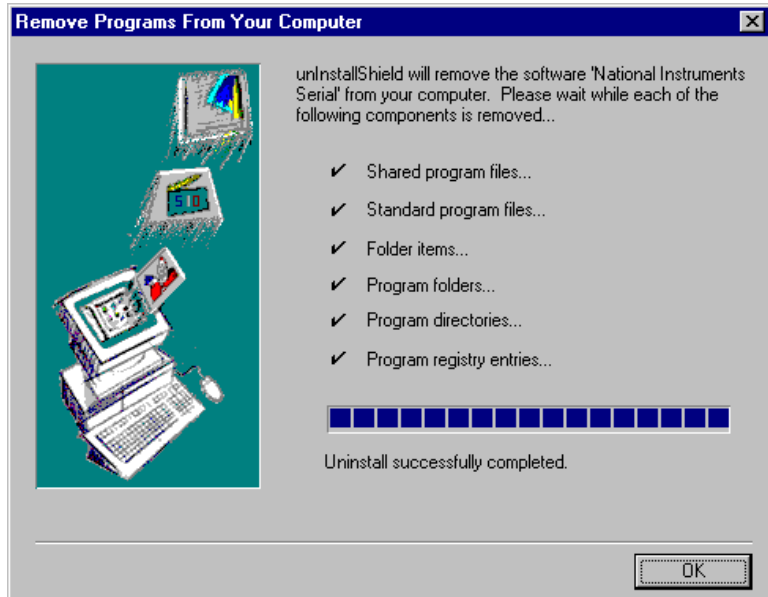 Remove Programs From Your Computer
unInstallShield will remove the software 'National Instruments
Serial' from your computer.  Please wait while each of the
following components is removed...
✔ Shared program files...
✔ Standard program files...
✔ Folder items...
✔ Program folders...
✔ Program directories...
✔ Program registry entries...
Uninstall successfully completed.
OK